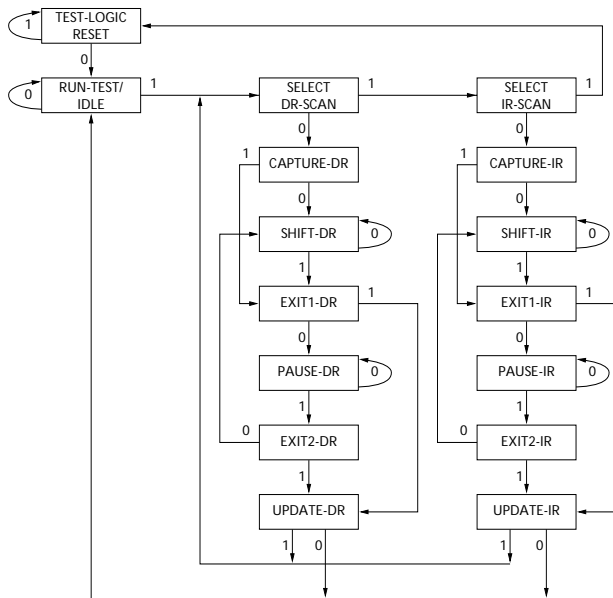 TEST-LOGIC
RESET
1
0
RUN-TEST/
IDLE
0
1
SELECT
DR-SCAN
1
SELECT
IR-SCAN
1
0
0
1
CAPTURE-DR
1
CAPTURE-IR
0
0
SHIFT-DR
0
SHIFT-IR
0
1
1
EXIT1-DR
1
EXIT1-IR
1
0
0
PAUSE-DR
0
PAUSE-IR
0
1
1
0
EXIT2-DR
0
EXIT2-IR
1
1
UPDATE-DR
UPDATE-IR
1
0
1
0